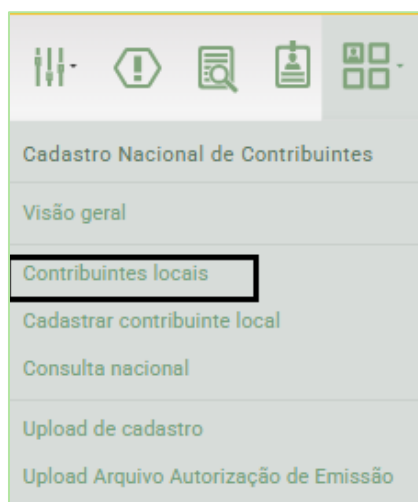 Cadastro Nacional de Contribuintes
Visão geral
Contribuintes locais
Cadastrar contribuinte local
Consulta nacional
Upload de cadastro
Upload Arquivo Autorização de Emissão